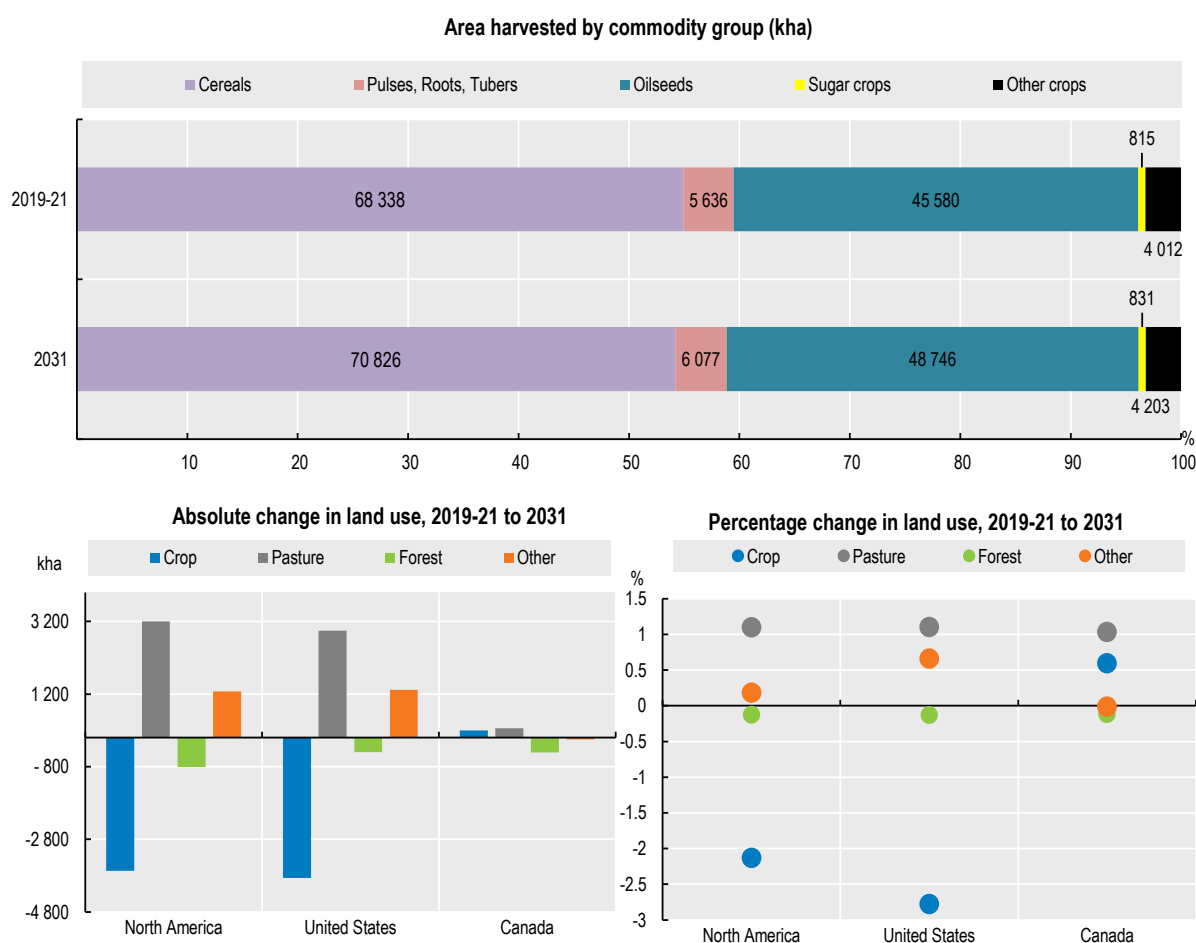 Area harvested by commodity group (kha)
Cereals Pulses, Roots, Tubers Oilseeds Sugar crops Other crops
815
2019-21 68 338 5 636 45 580
4 012
831
2031 70 826 6 077 48 746
4 203
%
10 20 30 40 50 60 70 80 90 100
Absolute change in land use, 2019-21 to 2031
kha
Crop Pasture Forest Other
3 200
1 200
- 800
-2 800
-4 800
North America United States Canada
Percentage change in land use, 2019-21 to 2031
Crop Pasture Forest Other
%
1.5
1
0.5
0
-0.5
-1
-1.5
-2
-2.5
-3
North America United States Canada